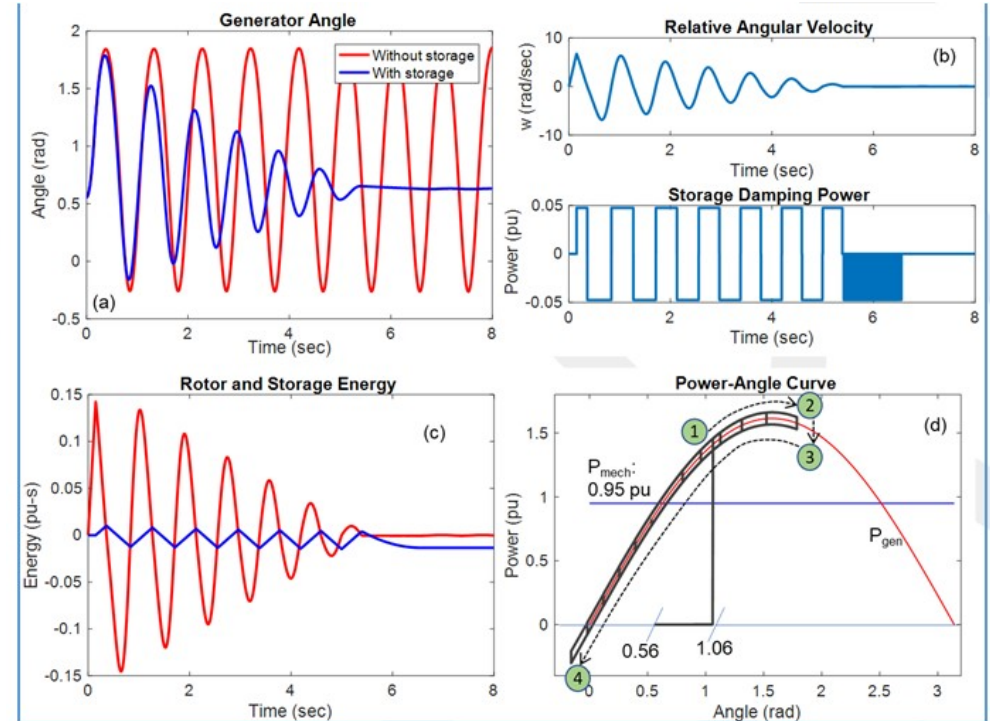 Generator Angle
2
1.5
1
0.5
0
-0.5
Angle (rad)
Without storage
With storage
(a)
0 2 4 6 8
Time (sec)
Relative Angular Velocity
10
0
-10
w (rad/sec)
(b)
0 2 4 6 8
Time (sec)
Storage Damping Power
0.05
0
-0.05
Power (pu)
0 2 4 6 8
Time (sec)
Rotor and Storage Energy
0.15
0.1
0.05
0
-0.05
-0.1
0.15
Energy (pu-s)
(c)
0 2 4 6 8
Time (sec)
Power-Angle Curve
1.5
1
0.5
0
Power (pu)
(d)
1
2
3
4
Pmech:
0.95 pu
Pgen
0.56
1.06
0 0.5 1 1.5 2 2.5 3
Angle (rad)